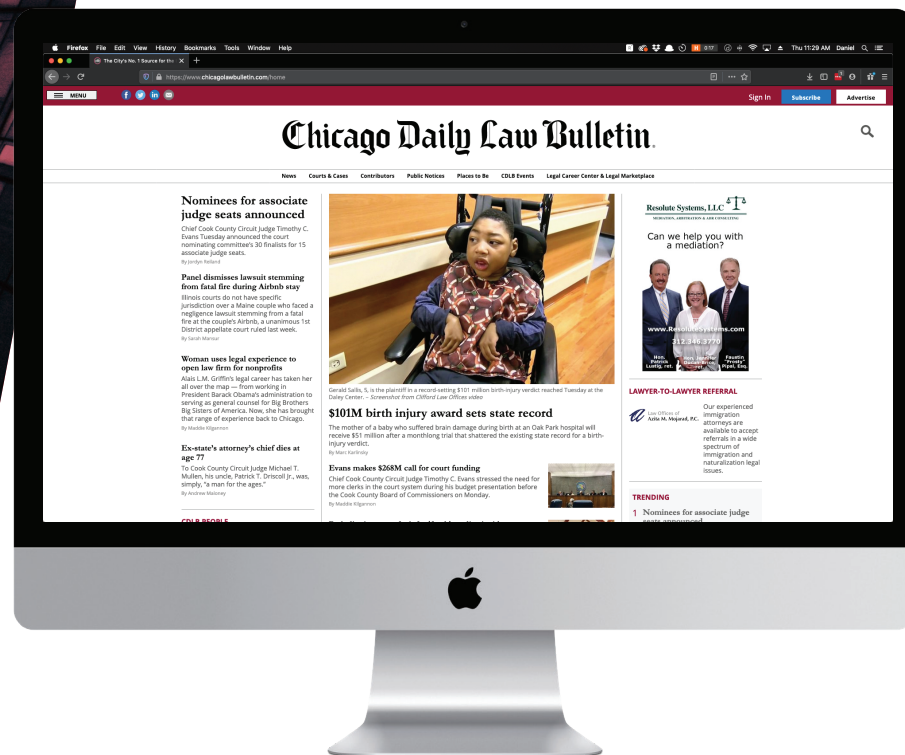 Firefox File Edit View History Bookmarks Tools Window Help
0:17
Thu 11:29 AM Daniel
The City's No. 1 Source for the
https://www.chicagolawbulletin.com/home
MENU
Sign In
Subscribe
Advertise
Chicago Daily Law Bulletin.
News Courts & Cases Contributors Public Notices Places to Be CDLB Events Legal Career Center & Legal Marketplace
Nominees for associate
judge seats announced
Chief Cook County Circuit Judge Timothy C.
Evans Tuesday announced the court
nominating committee's 30 finalists for 15
associate judge seats.
By Jordyn Reiland
Panel dismisses lawsuit stemming
from fatal fire during Airbnb stay
Illinois courts do not have specific
jurisdiction over a Maine couple who faced a
negligence lawsuit stemming from a fatal
fire at the couple's Airbnb, a unanimous 1st
District appellate court ruled last week.
By Sarah Mansur
Woman uses legal experience to
open law firm for nonprofits
Alais L.M. Griffin's legal career has taken her
all over the map — from working in
President Barack Obama's administration to
serving as general counsel for Big Brothers
Big Sisters of America. Now, she has brought
that range of experience back to Chicago.
By Maddie Kilgannon
Ex-state's attorney's chief dies at
age 77
To Cook County Circuit Judge Michael T.
Mullen, his uncle, Patrick T. Driscoll Jr., was,
simply, "a man for the ages."
By Andrew Maloney
CDLB PEOPLE
Gerald Sallis, 5, is the plaintiff in a record-setting $101 million birth-injury verdict reached Tuesday at the
Daley Center. – Screenshot from Clifford Law Offices video
$101M birth injury award sets state record
The mother of a baby who suffered brain damage during birth at an Oak Park hospital will
receive $51 million after a monthlong trial that shattered the existing state record for a birth-
injury verdict.
By Marc Karlinsky
Evans makes $268M call for court funding
Chief Cook County Circuit Judge Timothy C. Evans stressed the need for
more clerks in the court system during his budget presentation before
the Cook County Board of Commissioners on Monday.
By Maddie Kilgannon
Resolute Systems, LLC
MEDIATION, ARBITRATION & ADR CONSULTING
Can we help you with
a mediation?
www.ResoluteSystems.com
312.346.3770
Hon.
Patrick
Lustig, ret.
Faustin
"Frosty"
Pipal, Esq.
LAWYER-TO-LAWYER REFERRAL
Law Offices of
Azita M. Mojarad, P.C.
Our experienced
immigration
attorneys are
available to accept
referrals in a wide
spectrum of
immigration and
naturalization legal
issues.
TRENDING
1 Nominees for associate judge
seats announced